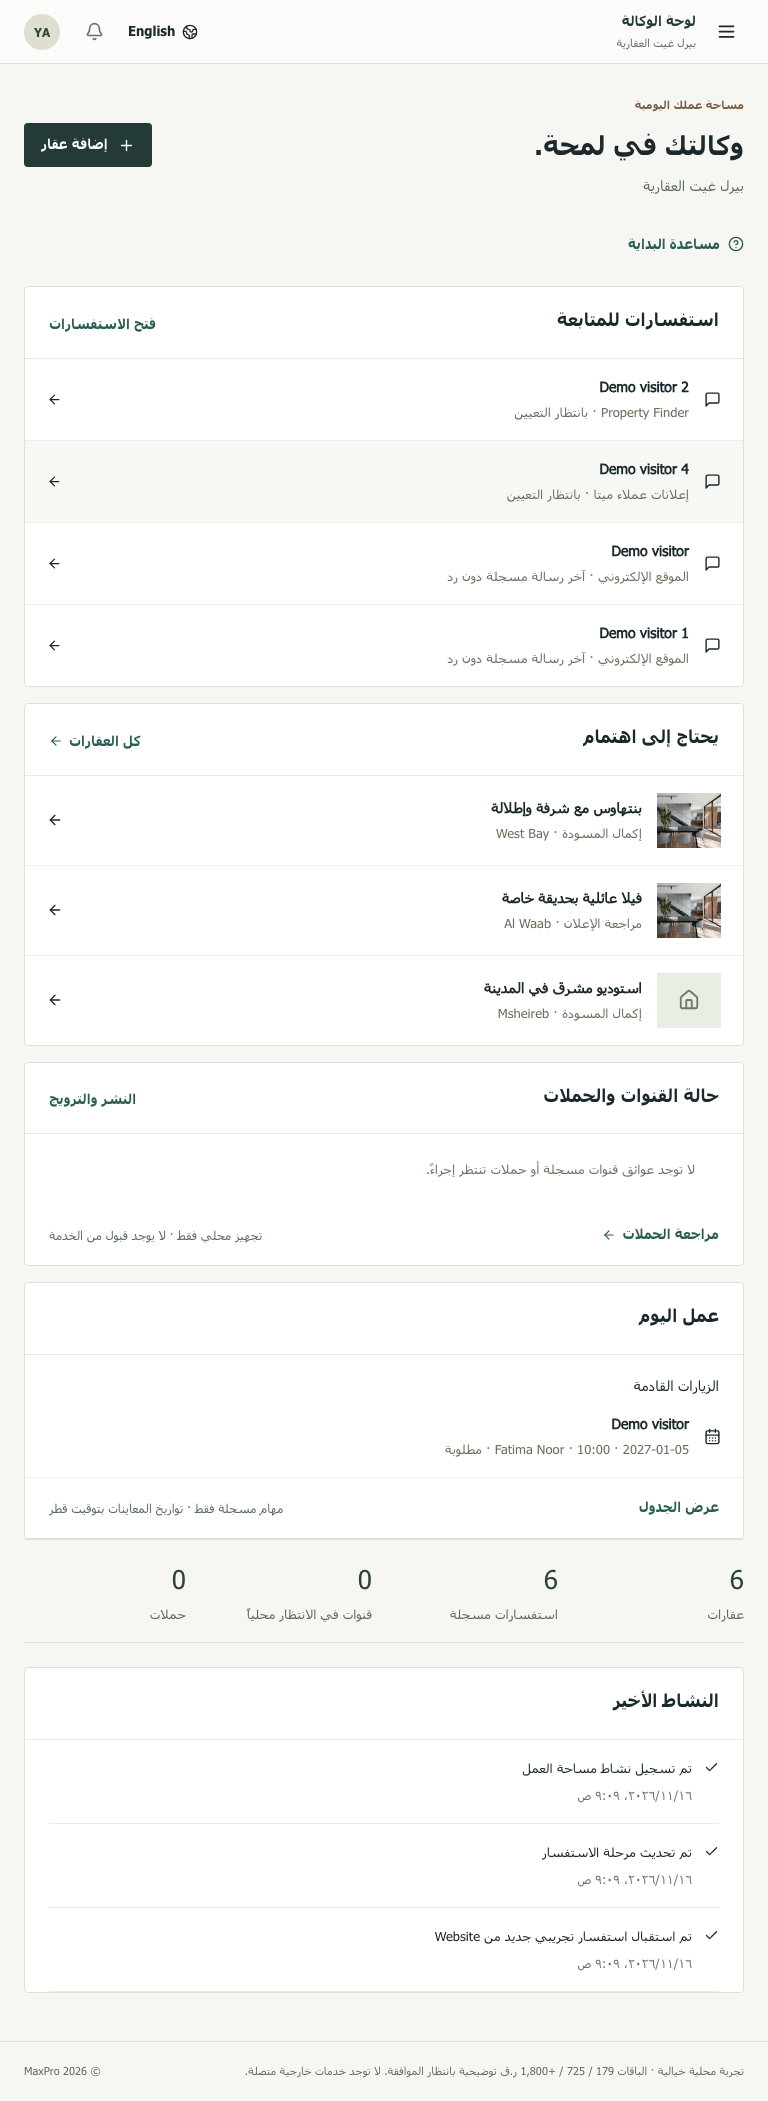 لوحة الوكالة
بيرل غيت العقارية
English
YA
مساحة عملك اليومية
وكالتك في لمحة.
بيرل غيت العقارية
إضافة عقار
مساعدة البداية
استفسارات للمتابعة
فتح الاستفسارات
Demo visitor 2
Property Finder · بانتظار التعيين
Demo visitor 4
إعلانات عملاء ميتا · بانتظار التعيين
Demo visitor
الموقع الإلكتروني · آخر رسالة مسجلة دون رد
Demo visitor 1
الموقع الإلكتروني · آخر رسالة مسجلة دون رد
يحتاج إلى اهتمام
كل العقارات
بنتهاوس مع شرفة وإطلالة
إكمال المسودة · West Bay
فيلا عائلية بحديقة خاصة
مراجعة الإعلان · Al Waab
استوديو مشرق في المدينة
إكمال المسودة · Msheireb
حالة القنوات والحملات
النشر والترويج
لا توجد عوائق قنوات مسجلة أو حملات تنتظر إجراءً.
مراجعة الحملات
تجهيز محلي فقط · لا يوجد قبول من الخدمة
عمل اليوم
الزيارات القادمة
Demo visitor
2027-01-05 · 10:00 · Fatima Noor · مطلوبة
عرض الجدول
مهام مسجلة فقط · تواريخ المعاينات بتوقيت قطر
6
عقارات
6
استفسارات مسجلة
0
قنوات في الانتظار محلياً
0
حملات
النشاط الأخير
تم تسجيل نشاط مساحة العمل
٢٠٢٦/١١/١٦، ٩:٠٩ ص
تم تحديث مرحلة الاستفسار
٢٠٢٦/١١/١٦، ٩:٠٩ ص
تم استقبال استفسار تجريبي جديد من Website
٢٠٢٦/١١/١٦، ٩:٠٩ ص
تجربة محلية خيالية · الباقات 179 / 725 / +1,800 ر.ق توضيحية بانتظار الموافقة. لا توجد خدمات خارجية متصلة.
© 2026 MaxPro